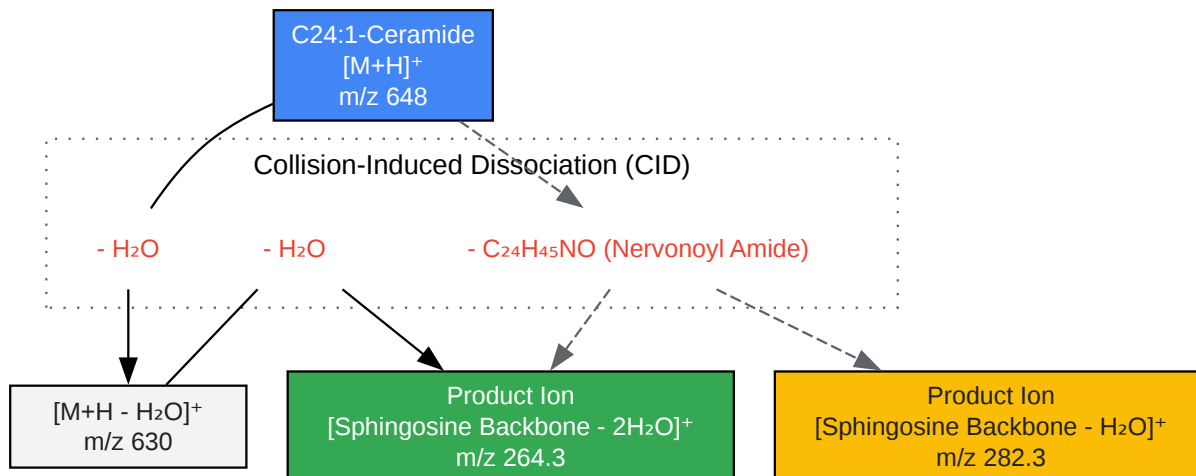 C24:1-Ceramide
[M+H]⁺
m/z 648
Collision-Induced Dissociation (CID)
- H₂O
- H₂O
- C₂₄H₄₅NO (Nervonoyl Amide)
[M+H - H₂O]⁺
m/z 630
Product Ion
[Sphingosine Backbone - 2H₂O]⁺
m/z 264.3
Product Ion
[Sphingosine Backbone - H₂O]⁺
m/z 282.3